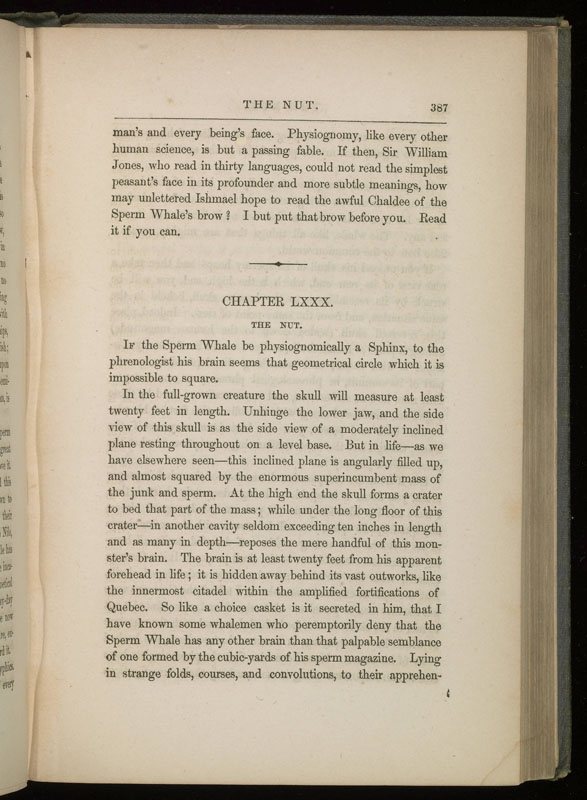 THE NUT. 387
man's and every being's face. Physiognomy, like every other
human science, is but a passing fable. If then, Sir William
Jones, who read in thirty languages, could not read the simplest
peasant's face in its profounder and more subtle meanings, how
may unlettered Ishmael hope to read the awful Chaldee of the
Sperm Whale's brow? I but put that brow before you. Read
it if you can.
CHAPTER LXXX.
THE NUT.
IF the Sperm Whale be physiognomically a Sphinx, to the
phrenologist his brain seems that geometrical circle which it is
impossible to square.
In the full-grown creature the skull will measure at least
twenty feet in length. Unhinge the lower jaw, and the side
view of this skull is as the side view of a moderately inclined
plane resting throughout on a level base. But in life—as we
have elsewhere seen—this inclined plane is angularly filled up,
and almost squared by the enormous superincumbent mass of
the junk and sperm. At the high end the skull forms a crater
to bed that part of the mass; while under the long floor of this
crater—in another cavity seldom exceeding ten inches in length
and as many in depth—reposes the mere handful of this mon-
ster's brain. The brain is at least twenty feet from his apparent
forehead in life; it is hidden away behind its vast outworks, like
the innermost citadel within the amplified fortifications of
Quebec. So like a choice casket is it secreted in him, that I
have known some whalemen who peremptorily deny that the
Sperm Whale has any other brain than that palpable semblance
of one formed by the cubic-yards of his sperm magazine. Lying
in strange folds, courses, and convolutions, to their apprehen-